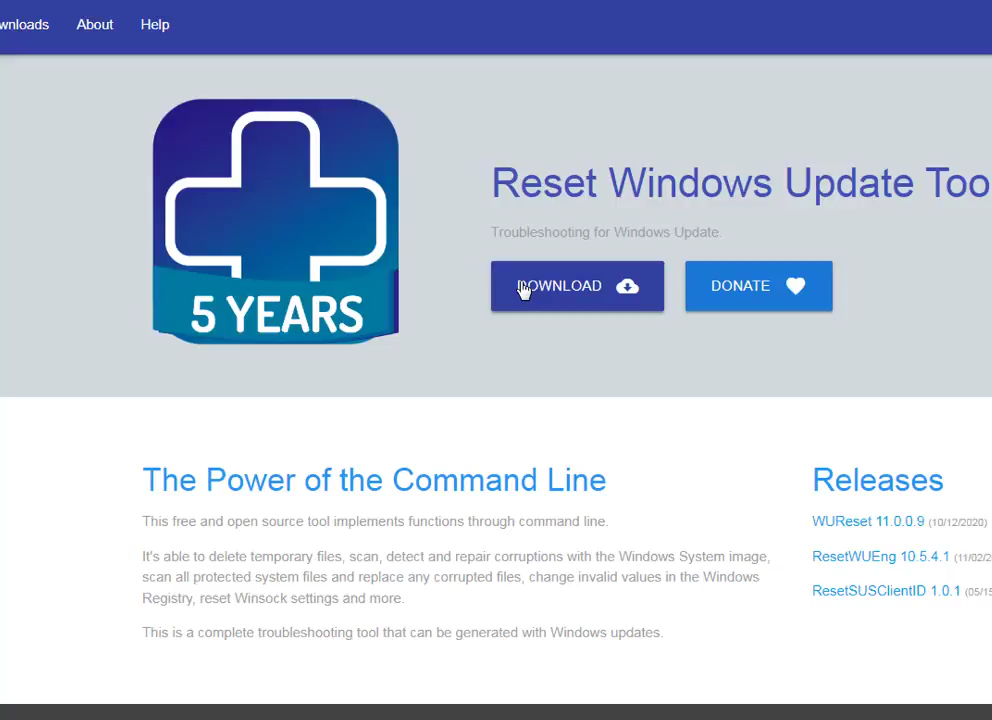 About
Help
5 YEARS
Reset Windows Update
Troubleshooting for Windows Update.
DONATE
The Power of the Command Line
This free and open source tool implements functions through command line.
It's able to delete temporary files, scan, detect and repair corruptions with the Windows System image,
scan all protected system files and replace any corrupted files, change invalid values in the Windows
Registry, reset Winsock settings and more.
This is a complete troubleshooting tool that can be generated with Windows updates.
Releases
WUReset 11.0.0.9 (10/12/2020)
ResetWUEng 10.5.4.1
ResetSUSClientID 1.0.1